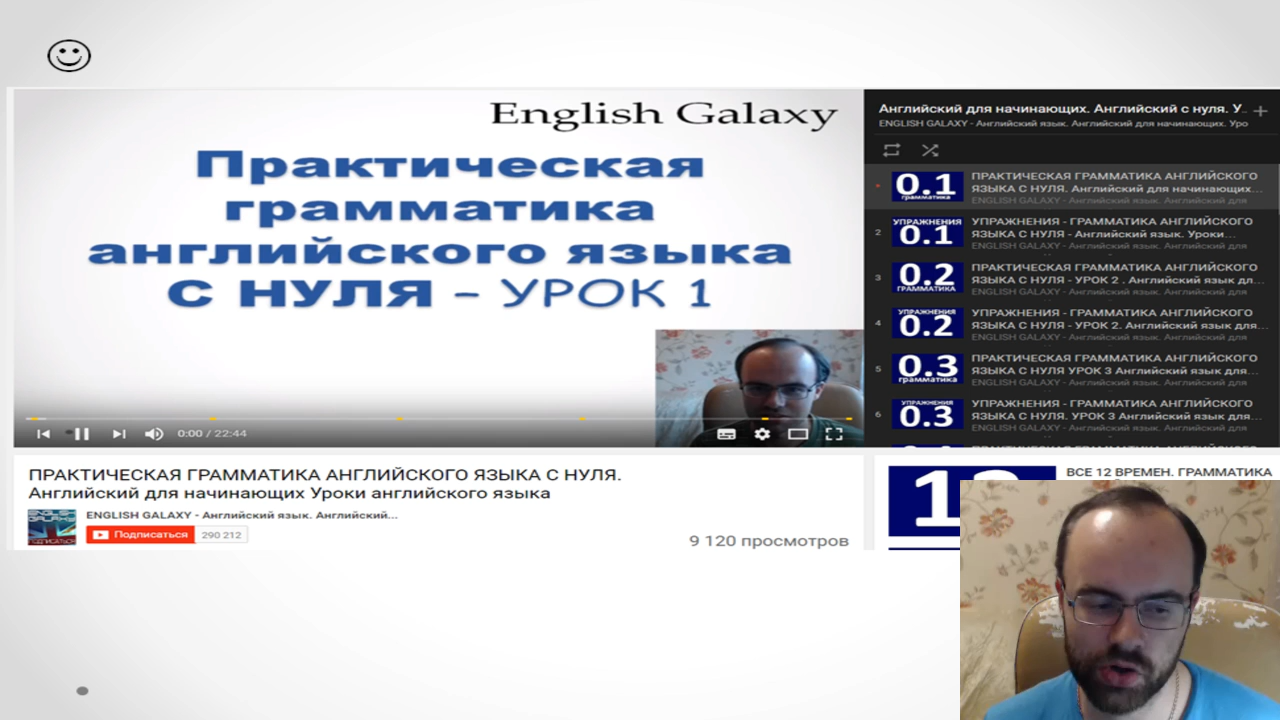 English Galaxy
Практическая
грамматика
английского языка
С НУЛЯ – УРОК 1
0:00 / 22:44
Английский для начинающих. Английский с нуля. У...
ENGLISH GALAXY - Английский язык. Английский для начинающих. Уро
0.1
грамматика
ПРАКТИЧЕСКАЯ ГРАММАТИКА АНГЛИЙСКОГО
ЯЗЫКА С НУЛЯ. Английский для начинающих...
ENGLISH GALAXY - Английский язык. Английский для
2
УПРАЖНЕНИЯ
0.1
УПРАЖНЕНИЯ - ГРАММАТИКА АНГЛИЙСКОГО
ЯЗЫКА С НУЛЯ - Английский язык. Уроки...
ENGLISH GALAXY - Английский язык. Английский для
3
0.2
ГРАММАТИКА
ПРАКТИЧЕСКАЯ ГРАММАТИКА АНГЛИЙСКОГО
ЯЗЫКА С НУЛЯ - УРОК 2 . Английский язык дл...
ENGLISH GALAXY - Английский язык. Английский для
4
УПРАЖНЕНИЯ
0.2
УПРАЖНЕНИЯ - ГРАММАТИКА АНГЛИЙСКОГО
ЯЗЫКА С НУЛЯ - УРОК 2. Английский язык для...
ENGLISH GALAXY - Английский язык. Английский для
5
0.3
грамматика
ПРАКТИЧЕСКАЯ ГРАММАТИКА АНГЛИЙСКОГО
ЯЗЫКА С НУЛЯ УРОК 3 Английский язык для...
ENGLISH GALAXY - Английский язык. Английский для
6
УПРАЖНЕНИЯ
0.3
УПРАЖНЕНИЯ - ГРАММАТИКА АНГЛИЙСКОГО
ЯЗЫКА С НУЛЯ. УРОК 3 Английский язык для...
ENGLISH GALAXY - Английский язык. Английский для
ПРАКТИЧЕСКАЯ ГРАММАТИКА АНГЛИЙСКОГО ЯЗЫКА С НУЛЯ.
Английский для начинающих Уроки английского языка
ENGLISH GALAXY - Английский язык. Английский...
Подписаться 290 212
9 120 просмотров
ВСЕ 12 ВРЕМЕН. ГРАММАТИКА